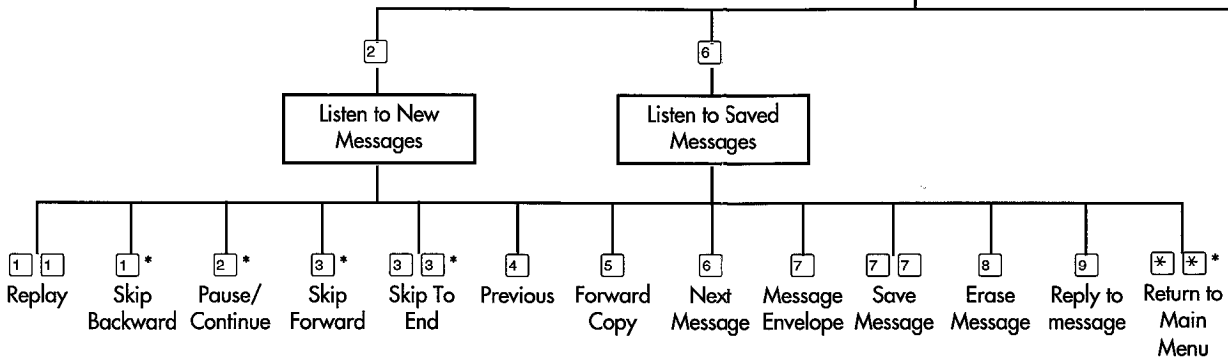 2 6
Listen to New Listen to Saved
Messages Messages
1 1 1 * 2 * 3 * 3 3 * 4 5 6 7 7 7 8 9 * * *
Replay Skip Pause/ Skip Skip To Previous Forward Next Message Save Erase Reply to Return to
Backward Continue Forward End Copy Message Envelope Message Message message Main
Menu